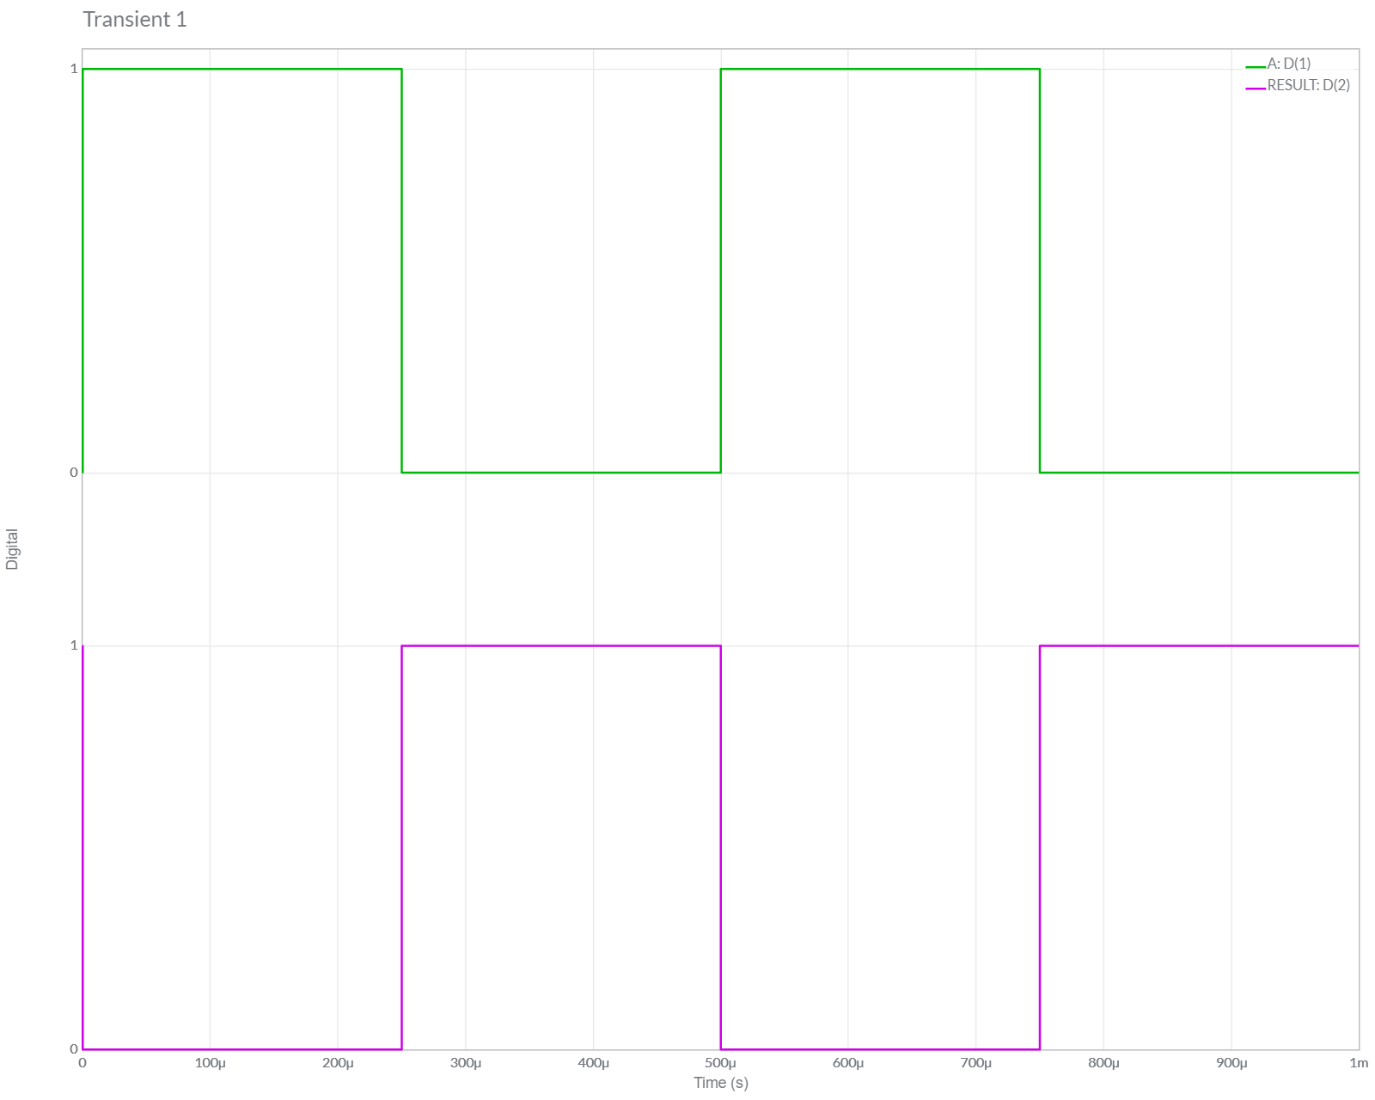 Transient 1
1
A: D(1)
RESULT: D(2)
0
Digital
1
0
0 100µ 200µ 300µ 400µ 500µ 600µ 700µ 800µ 900µ 1m
Time (s)